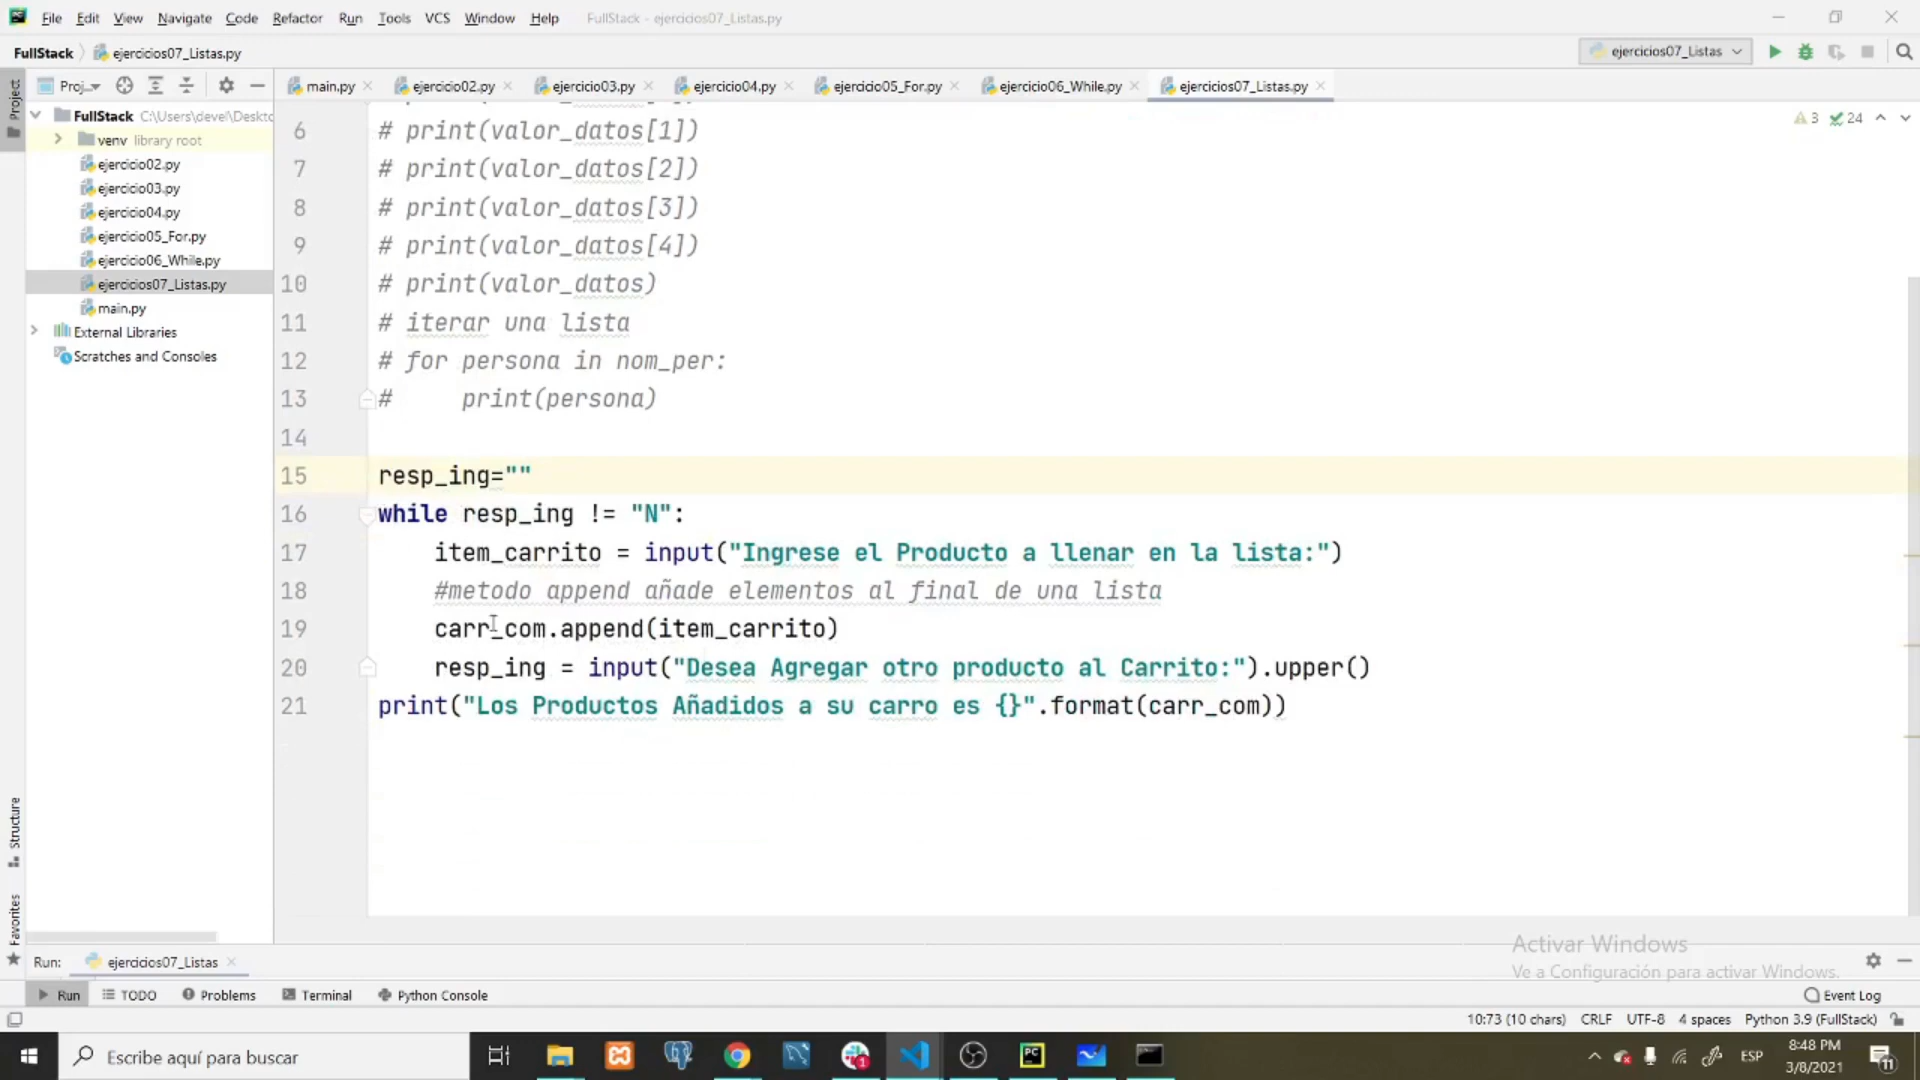 File Edit View Navigate Code Refactor Run Tools VCS Window Help FullStack - ejercicios07_Listas.py
FullStack ejercicios07_Listas.py ejercicios07_Listas
Project Proj... main.py ejercicio02.py ejercicio03.py ejercicio04.py ejercicio05_For.py ejercicio06_While.py ejercicios07_Listas.py
FullStack C:\Users\devel\Deskto
venv library root
ejercicio02.py
ejercicio03.py
ejercicio04.py
ejercicio05_For.py
ejercicio06_While.py
ejercicios07_Listas.py
main.py
External Libraries
Scratches and Consoles
3 24
6 # print(valor_datos[1])
7 # print(valor_datos[2])
8 # print(valor_datos[3])
9 # print(valor_datos[4])
10 # print(valor_datos)
11 # iterar una lista
12 # for persona in nom_per:
13 #     print(persona)
14
15 resp_ing=""
16 while resp_ing != "N":
17     item_carrito = input("Ingrese el Producto a llenar en la lista:")
18     #metodo append añade elementos al final de una lista
19     carr_com.append(item_carrito)
20     resp_ing = input("Desea Agregar otro producto al Carrito:").upper()
21 print("Los Productos Añadidos a su carro es {}".format(carr_com))
Structure
Favorites
Activar Windows
Ve a Configuración para activar Windows.
Run: ejercicios07_Listas
Run TODO Problems Terminal Python Console Event Log
10:73 (10 chars) CRLF UTF-8 4 spaces Python 3.9 (FullStack)
Escribe aquí para buscar
ESP
8:48 PM
3/8/2021
11